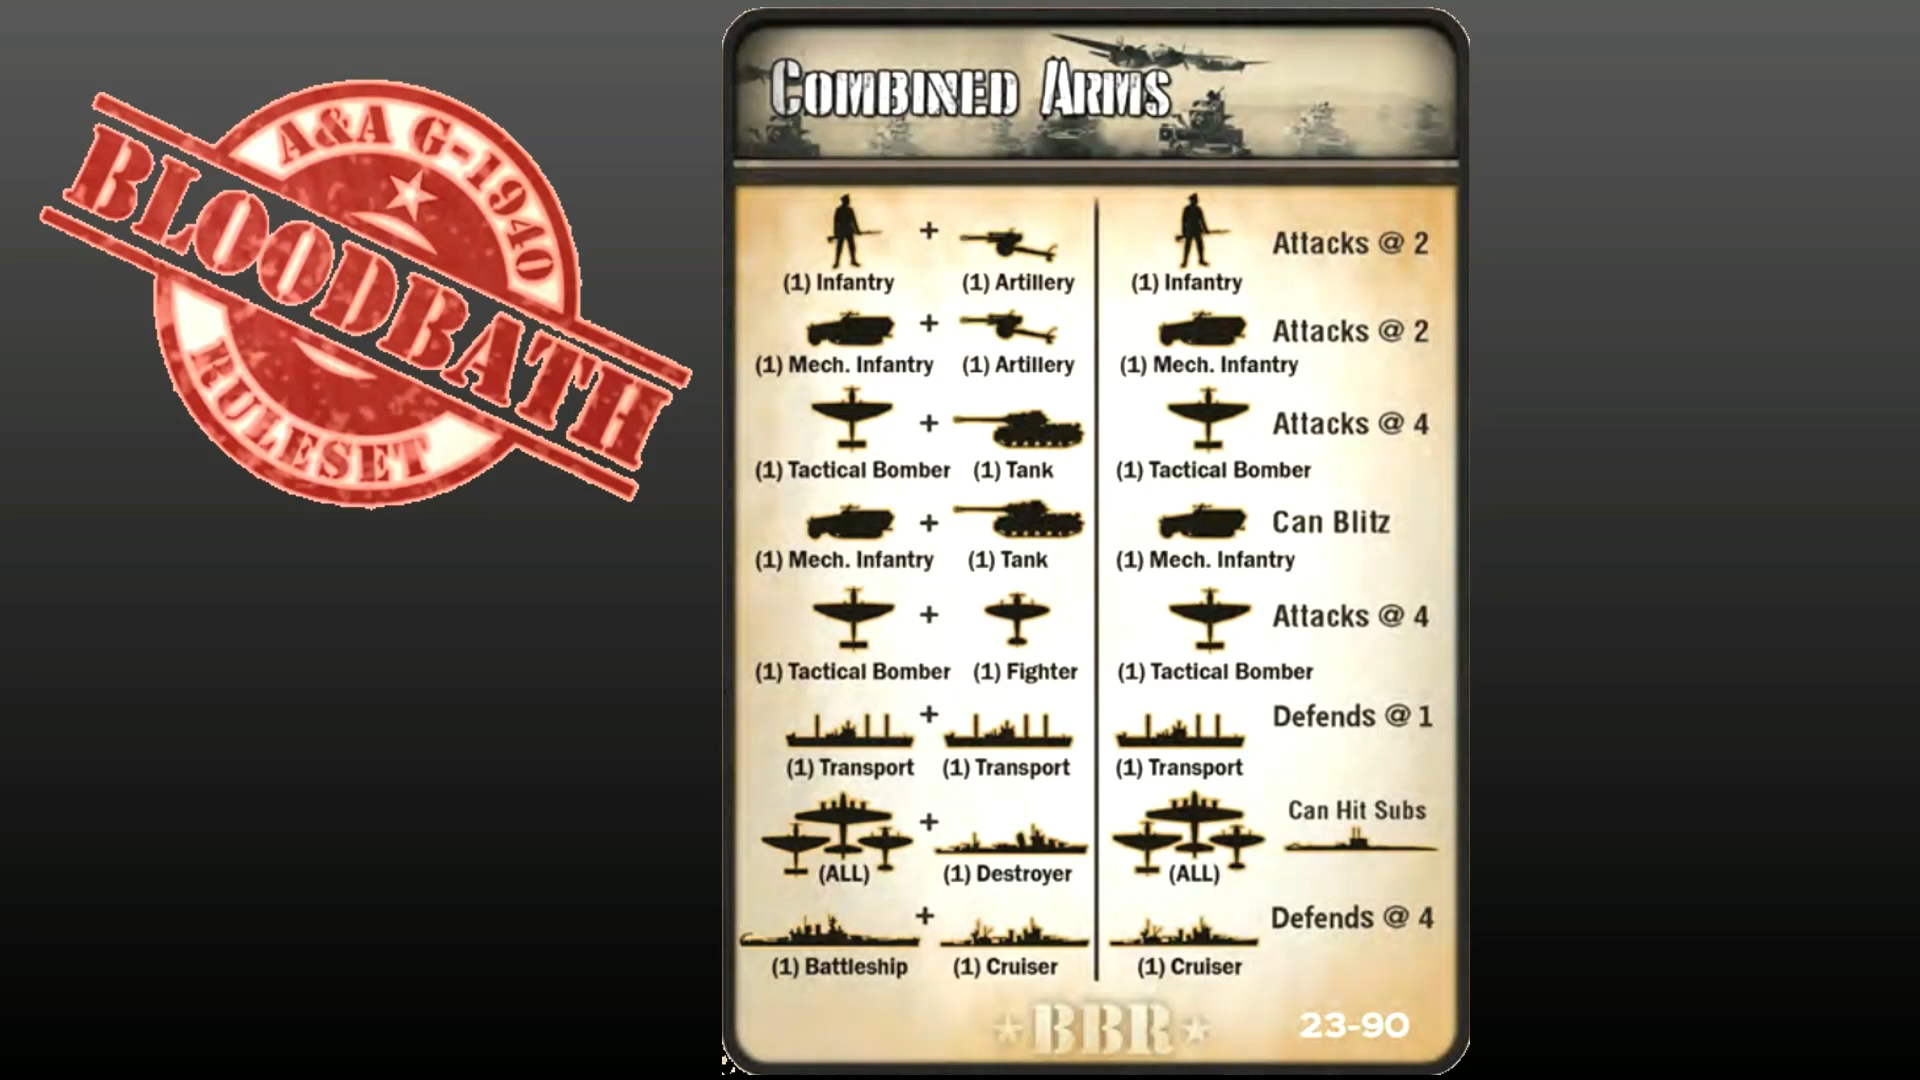 A&A G-1940
BLOODBATH
RULESET
COMBINED ARMS
+ Attacks @ 2
(1) Infantry (1) Artillery (1) Infantry
+ Attacks @ 2
(1) Mech. Infantry (1) Artillery (1) Mech. Infantry
+ Attacks @ 4
(1) Tactical Bomber (1) Tank (1) Tactical Bomber
+ Can Blitz
(1) Mech. Infantry (1) Tank (1) Mech. Infantry
+ Attacks @ 4
(1) Tactical Bomber (1) Fighter (1) Tactical Bomber
+ Defends @ 1
(1) Transport (1) Transport (1) Transport
+ Can Hit Subs
(ALL) (1) Destroyer (ALL)
+ Defends @ 4
(1) Battleship (1) Cruiser (1) Cruiser
BBR 23-90